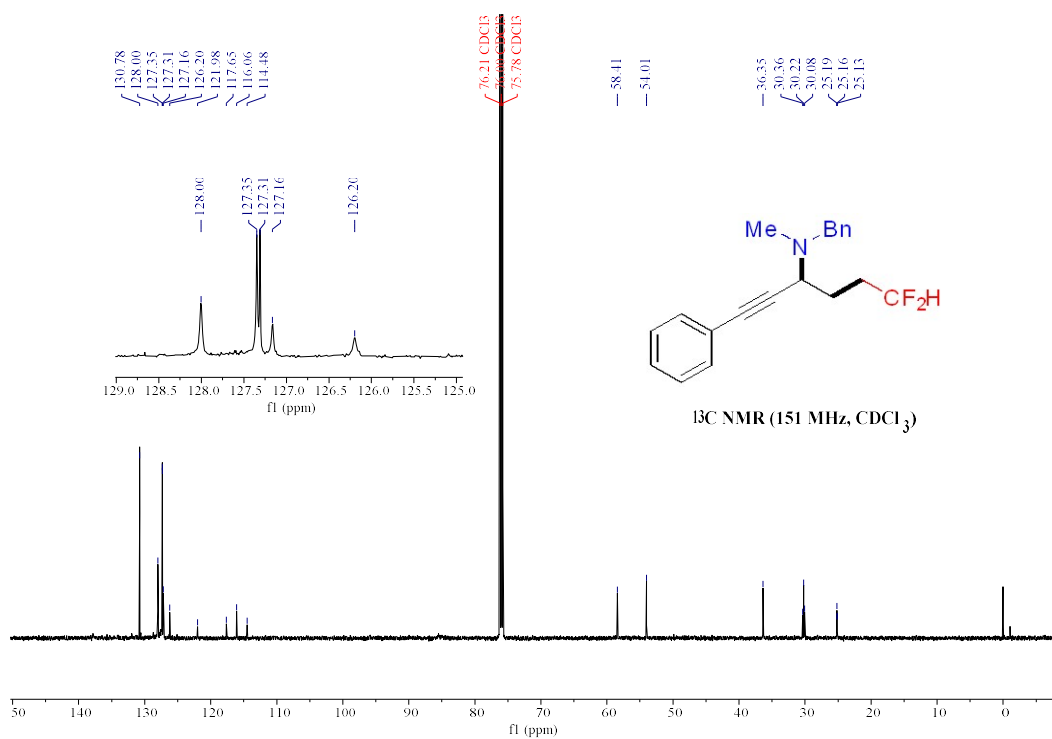 130.78
128.00
127.35
127.31
127.16
126.20
121.98
117.65
116.06
114.48
76.21 CDCl3
CDCl3
75.78 CDCl3
58.41
54.01
36.35
30.36
30.22
30.08
25.19
25.16
25.13
128.00
127.35
127.31
127.16
126.20
129.0 128.5 128.0 127.5 127.0 126.5 126.0 125.5 125.0
f1 (ppm)
Me
N
Bn
CF₂H
¹³C NMR (151 MHz, CDCl₃)
50 140 130 120 110 100 90 80 70 60 50 40 30 20 10 0
f1 (ppm)